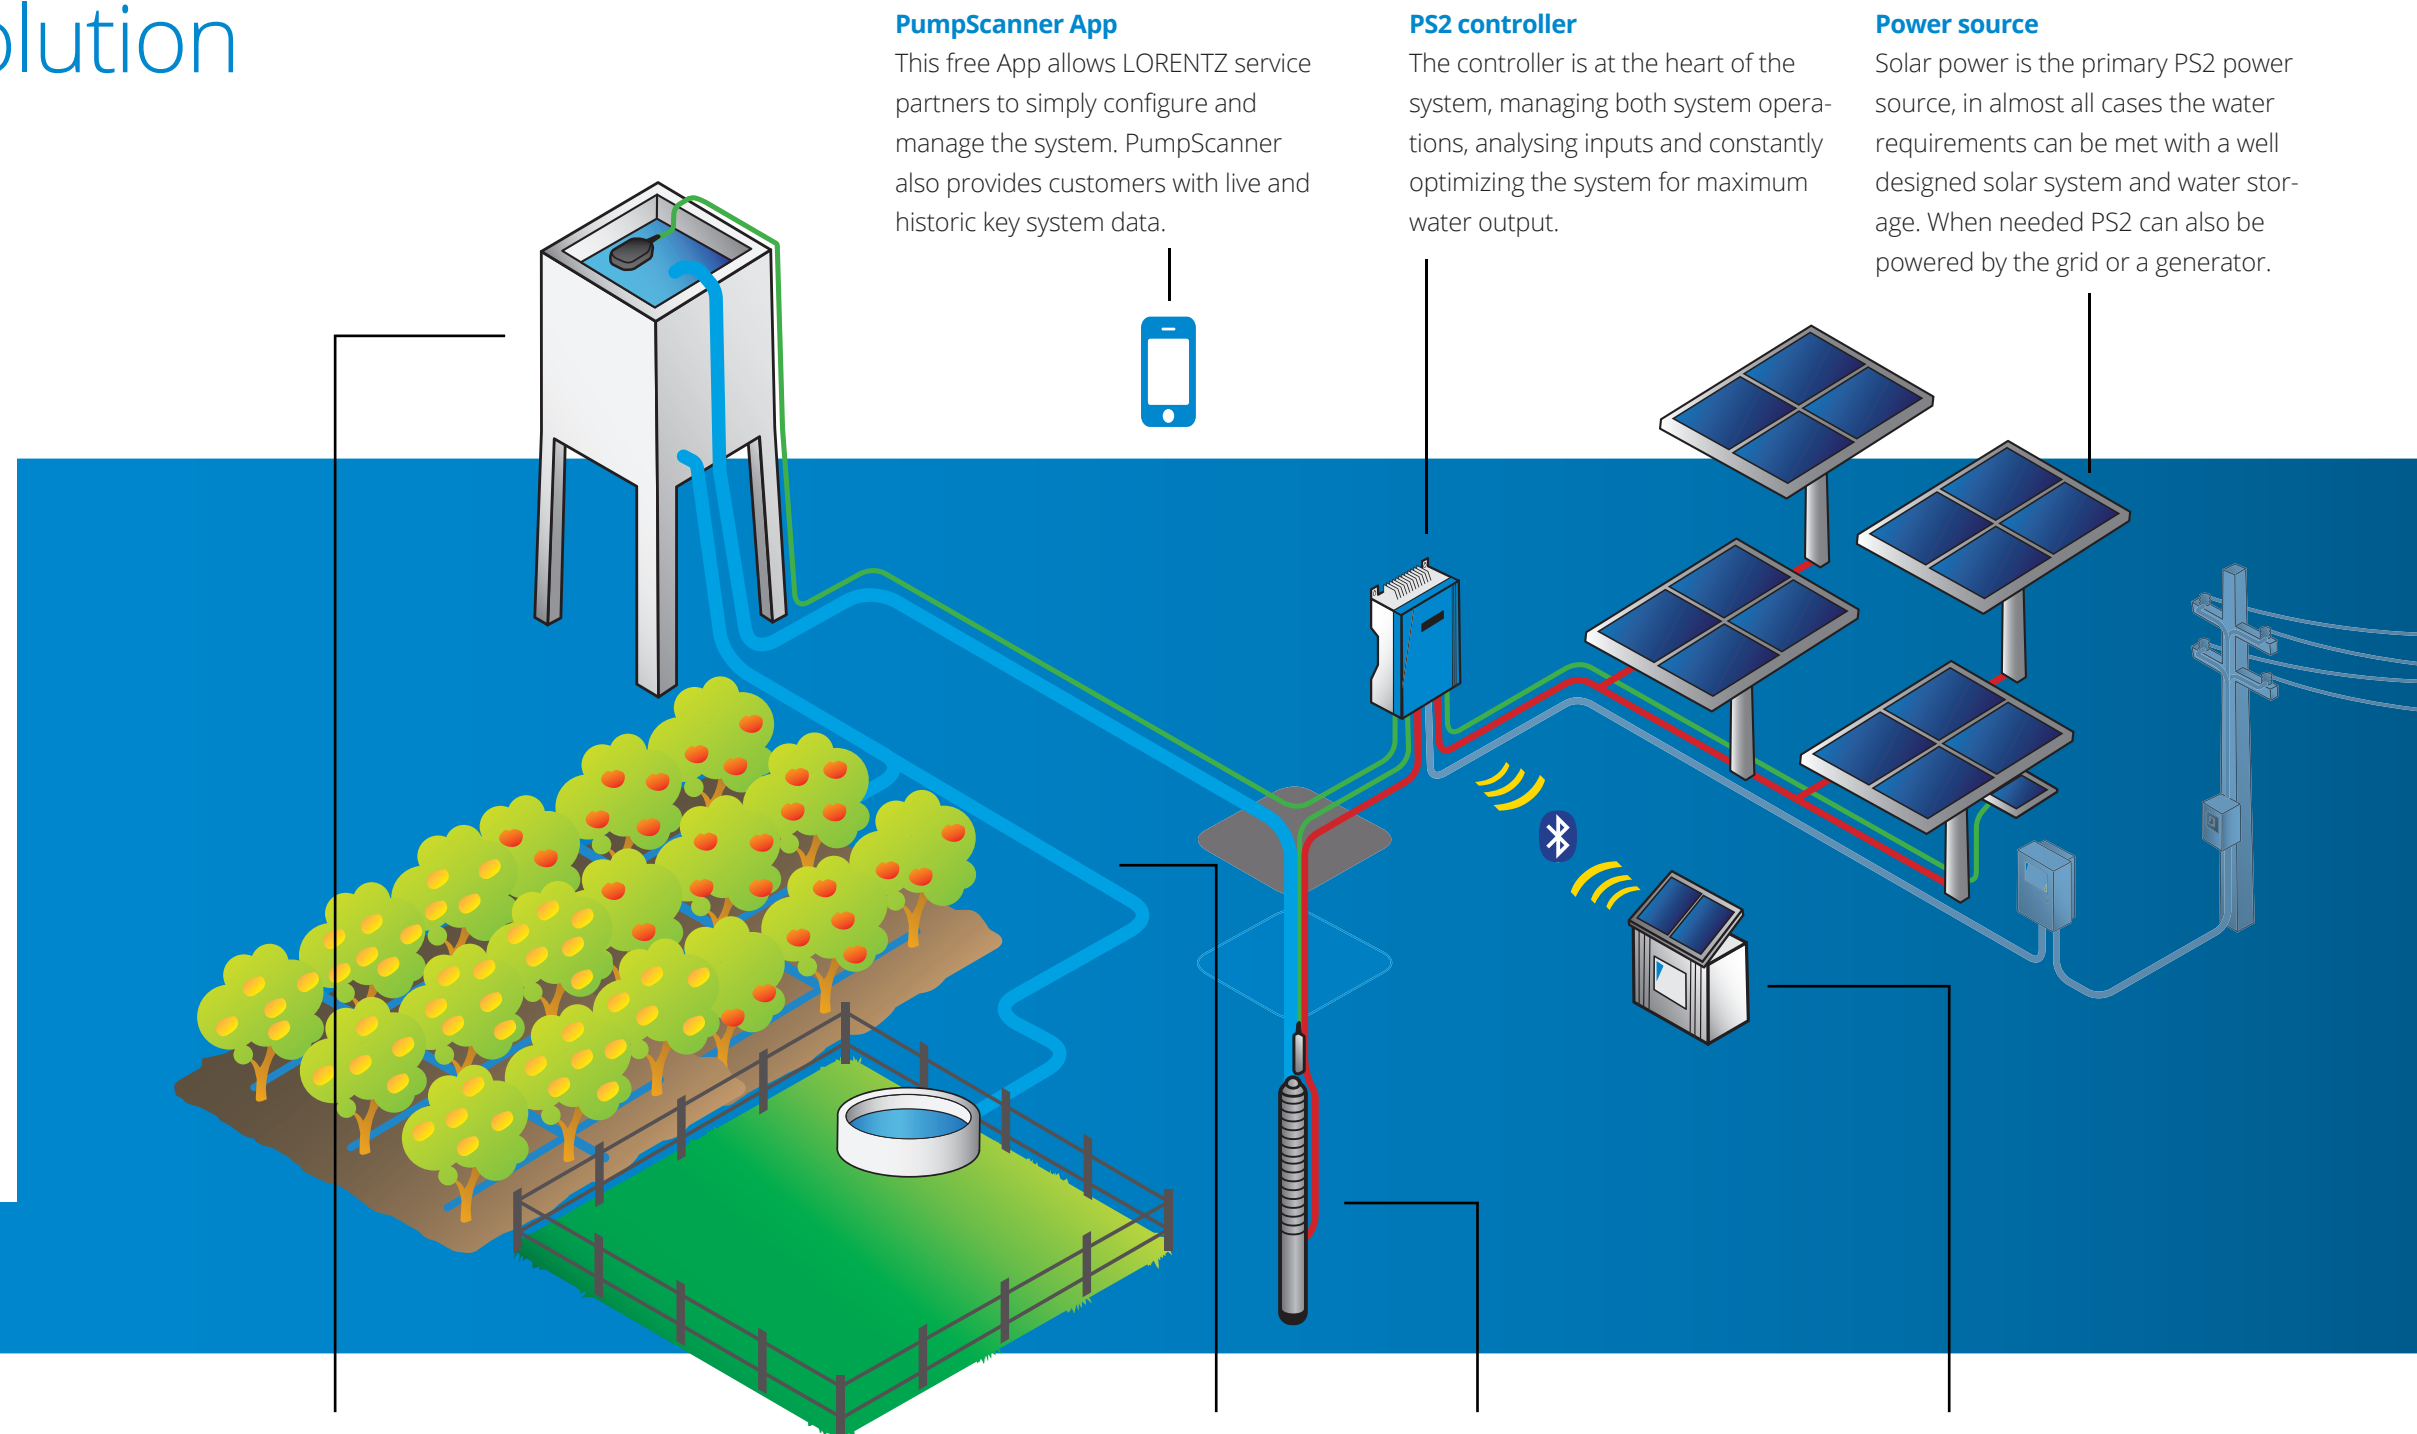 PumpScanner App
This free App allows LORENTZ service
partners to simply configure and
manage the system. PumpScanner
also provides customers with live and
historic key system data.
PS2 controller
The controller is at the heart of the
system, managing both system opera-
tions, analysing inputs and constantly
optimizing the system for maximum
water output.
Power source
Solar power is the primary PS2 power
source, in almost all cases the water
requirements can be met with a well
designed solar system and water stor-
age. When needed PS2 can also be
powered by the grid or a generator.